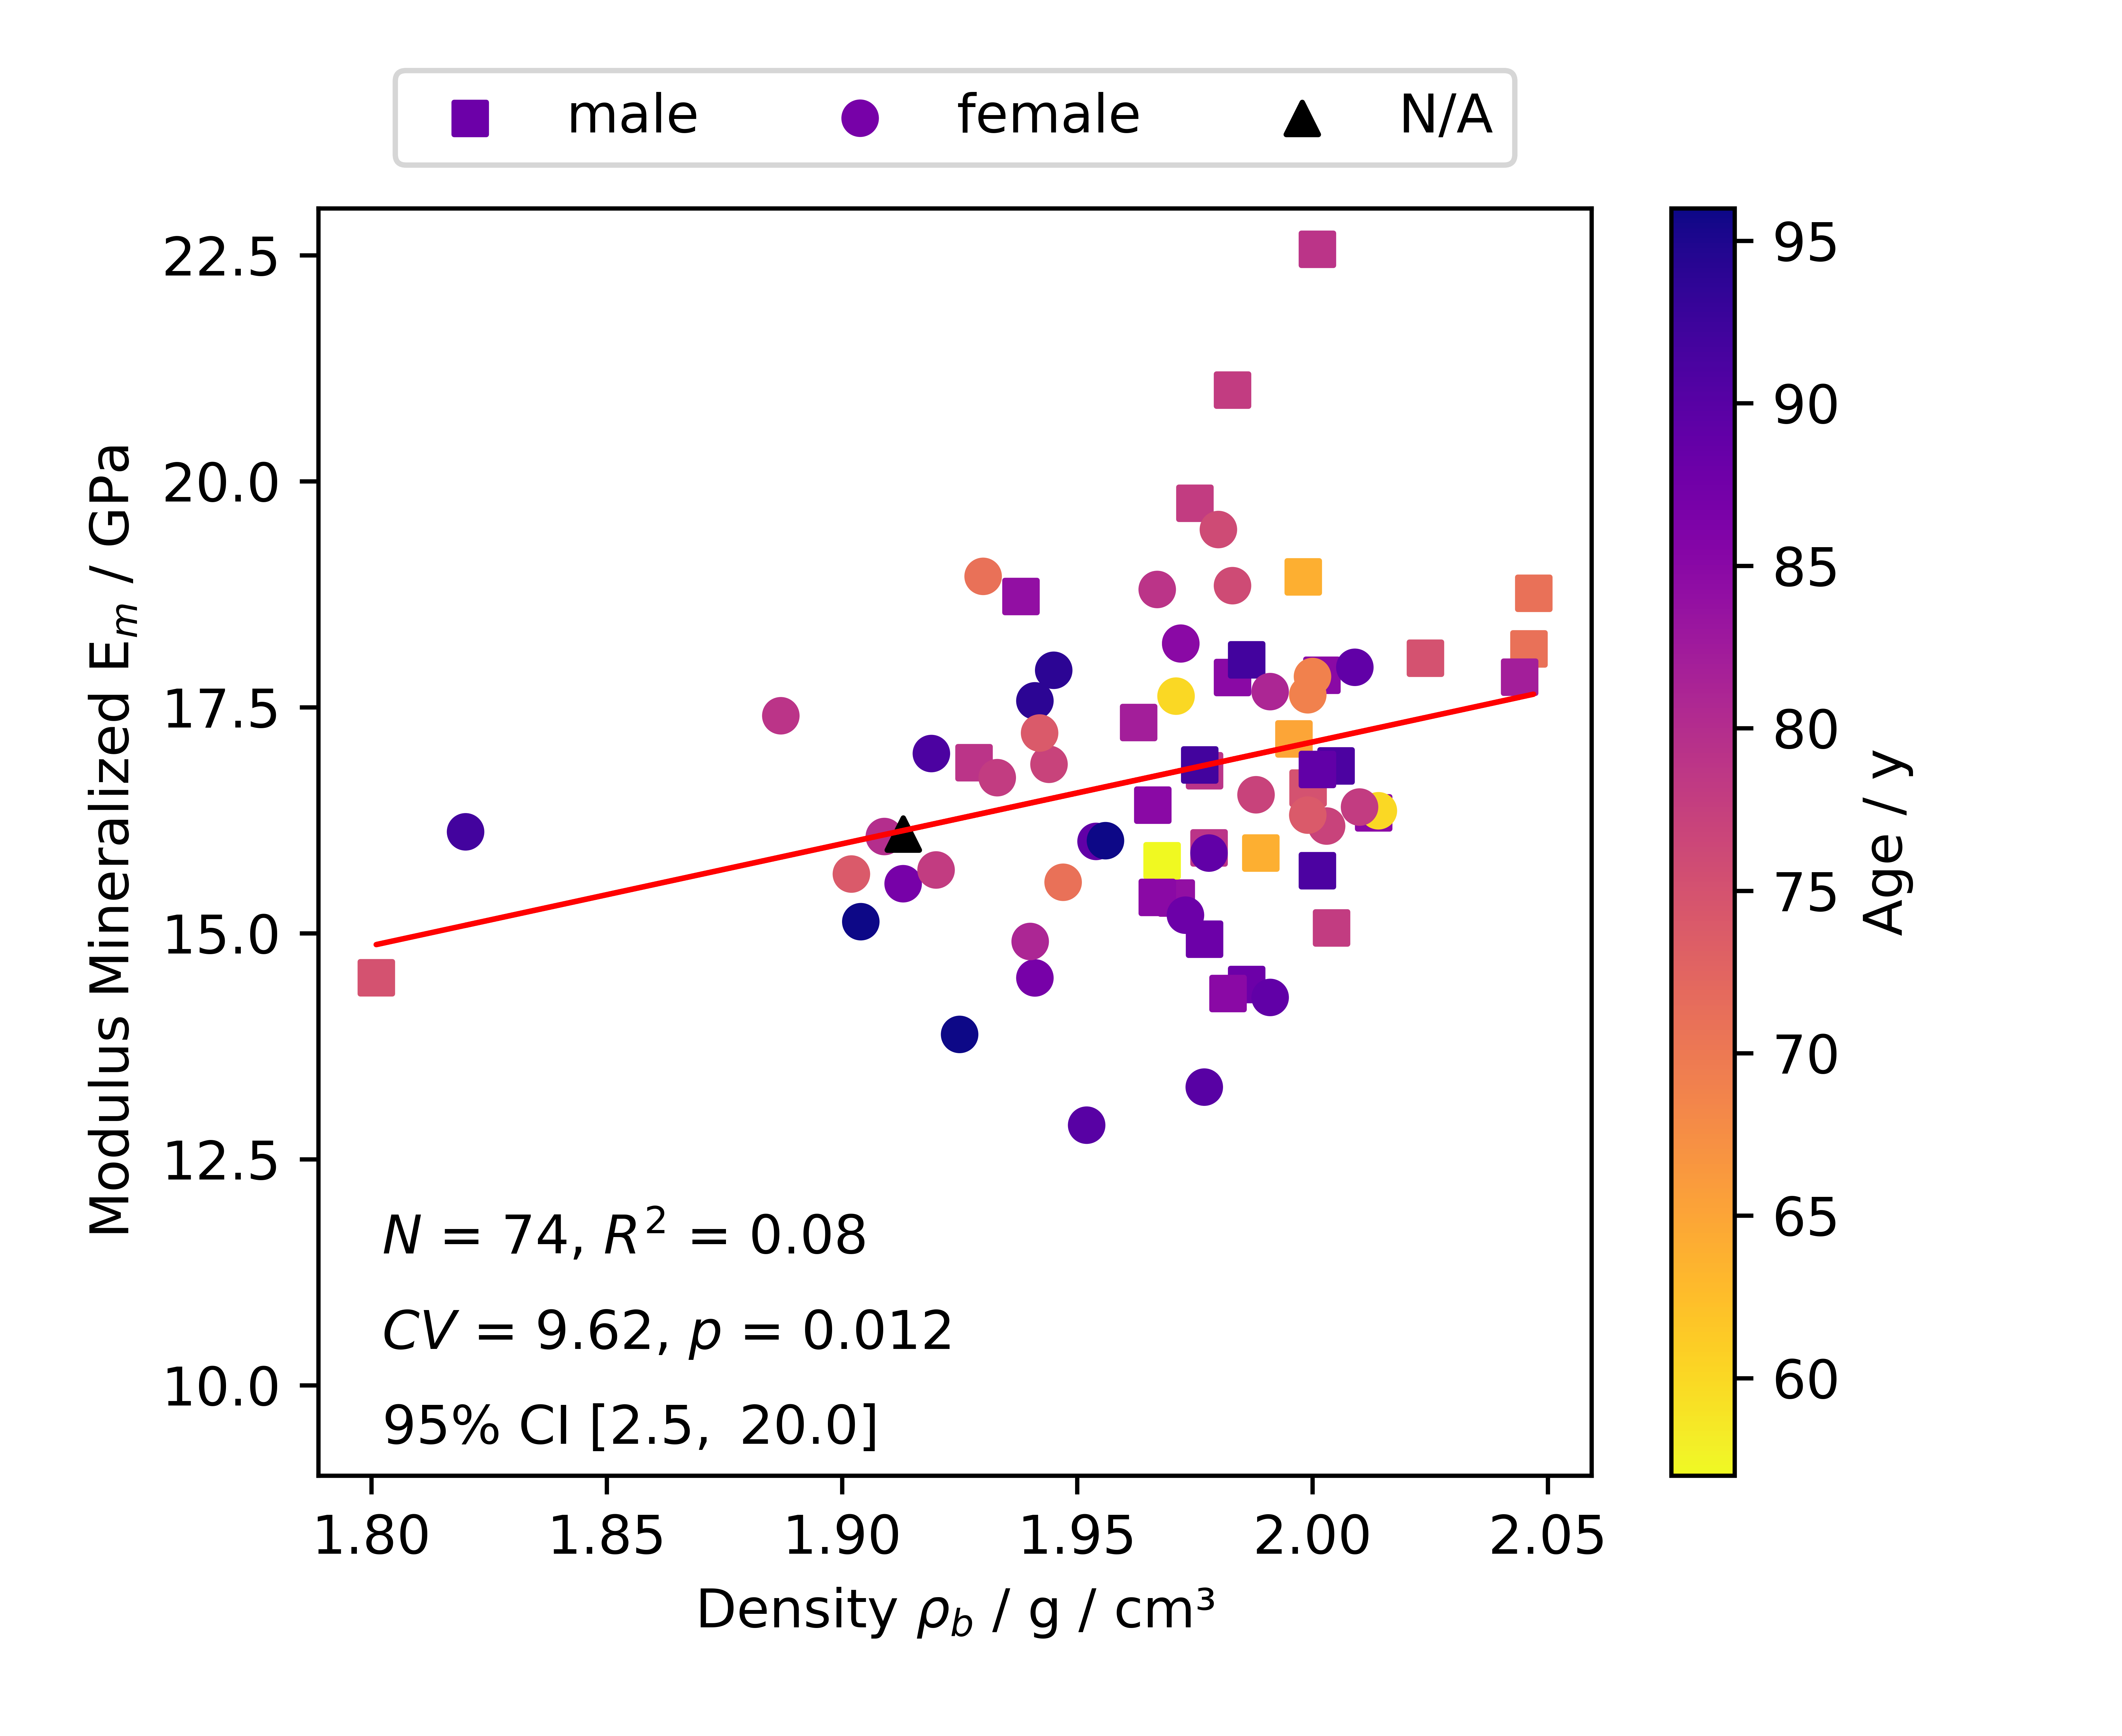 male female N/A
22.5
20.0
17.5
15.0
12.5
10.0
Modulus Mineralized Eₘ / GPa
N = 74, R² = 0.08
CV = 9.62, p = 0.012
95% CI [2.5, 20.0]
1.80 1.85 1.90 1.95 2.00 2.05
Density ρ_b / g / cm³
95
90
85
80
75
70
65
60
Age / y